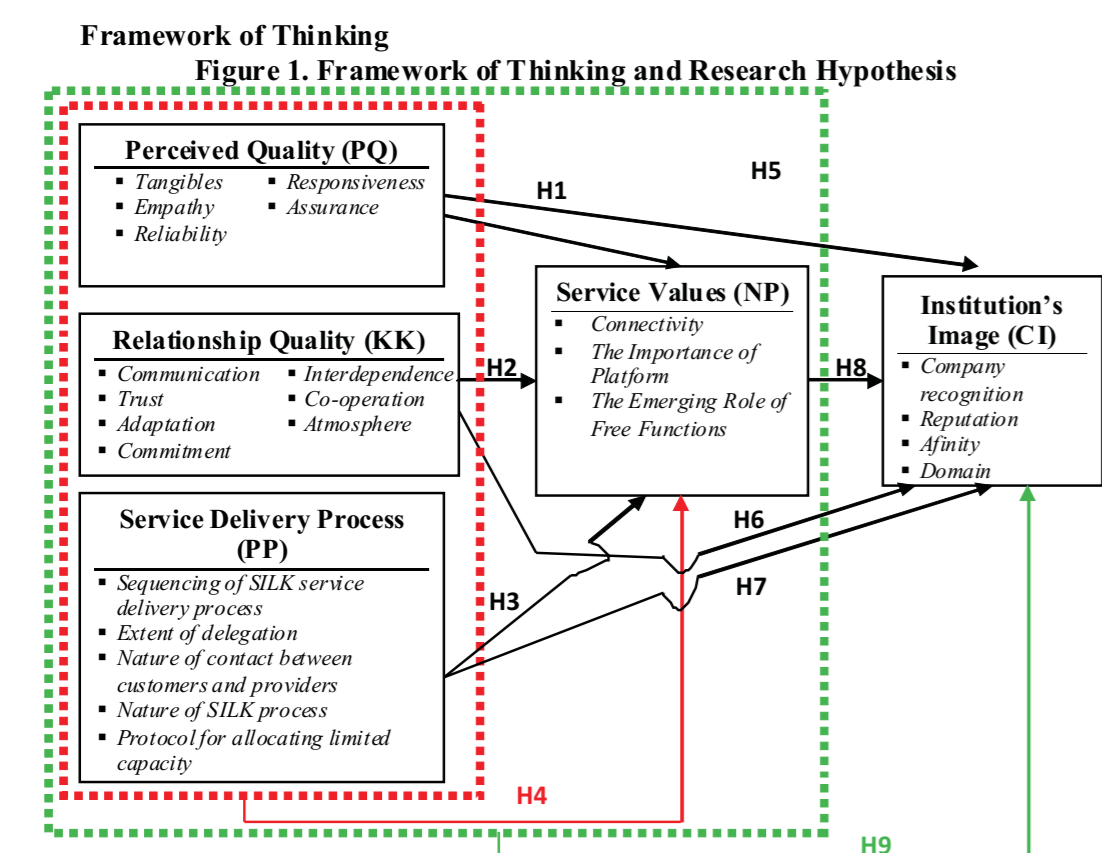 Framework of Thinking
Figure 1. Framework of Thinking and Research Hypothesis
Perceived Quality (PQ)
▪ Tangibles ▪ Responsiveness
▪ Empathy ▪ Assurance
▪ Reliability
H1
H5
Relationship Quality (KK)
▪ Communication ▪ Interdependence
▪ Trust ▪ Co-operation
▪ Adaptation ▪ Atmosphere
▪ Commitment
H2
Service Values (NP)
▪ Connectivity
▪ The Importance of
Platform
▪ The Emerging Role of
Free Functions
H8
Institution's
Image (CI)
▪ Company
recognition
▪ Reputation
▪ Afinity
▪ Domain
Service Delivery Process
(PP)
▪ Sequencing of SILK service
delivery process
▪ Extent of delegation
▪ Nature of contact between
customers and providers
▪ Nature of SILK process
▪ Protocol for allocating limited
capacity
H3
H6
H7
H4
H9